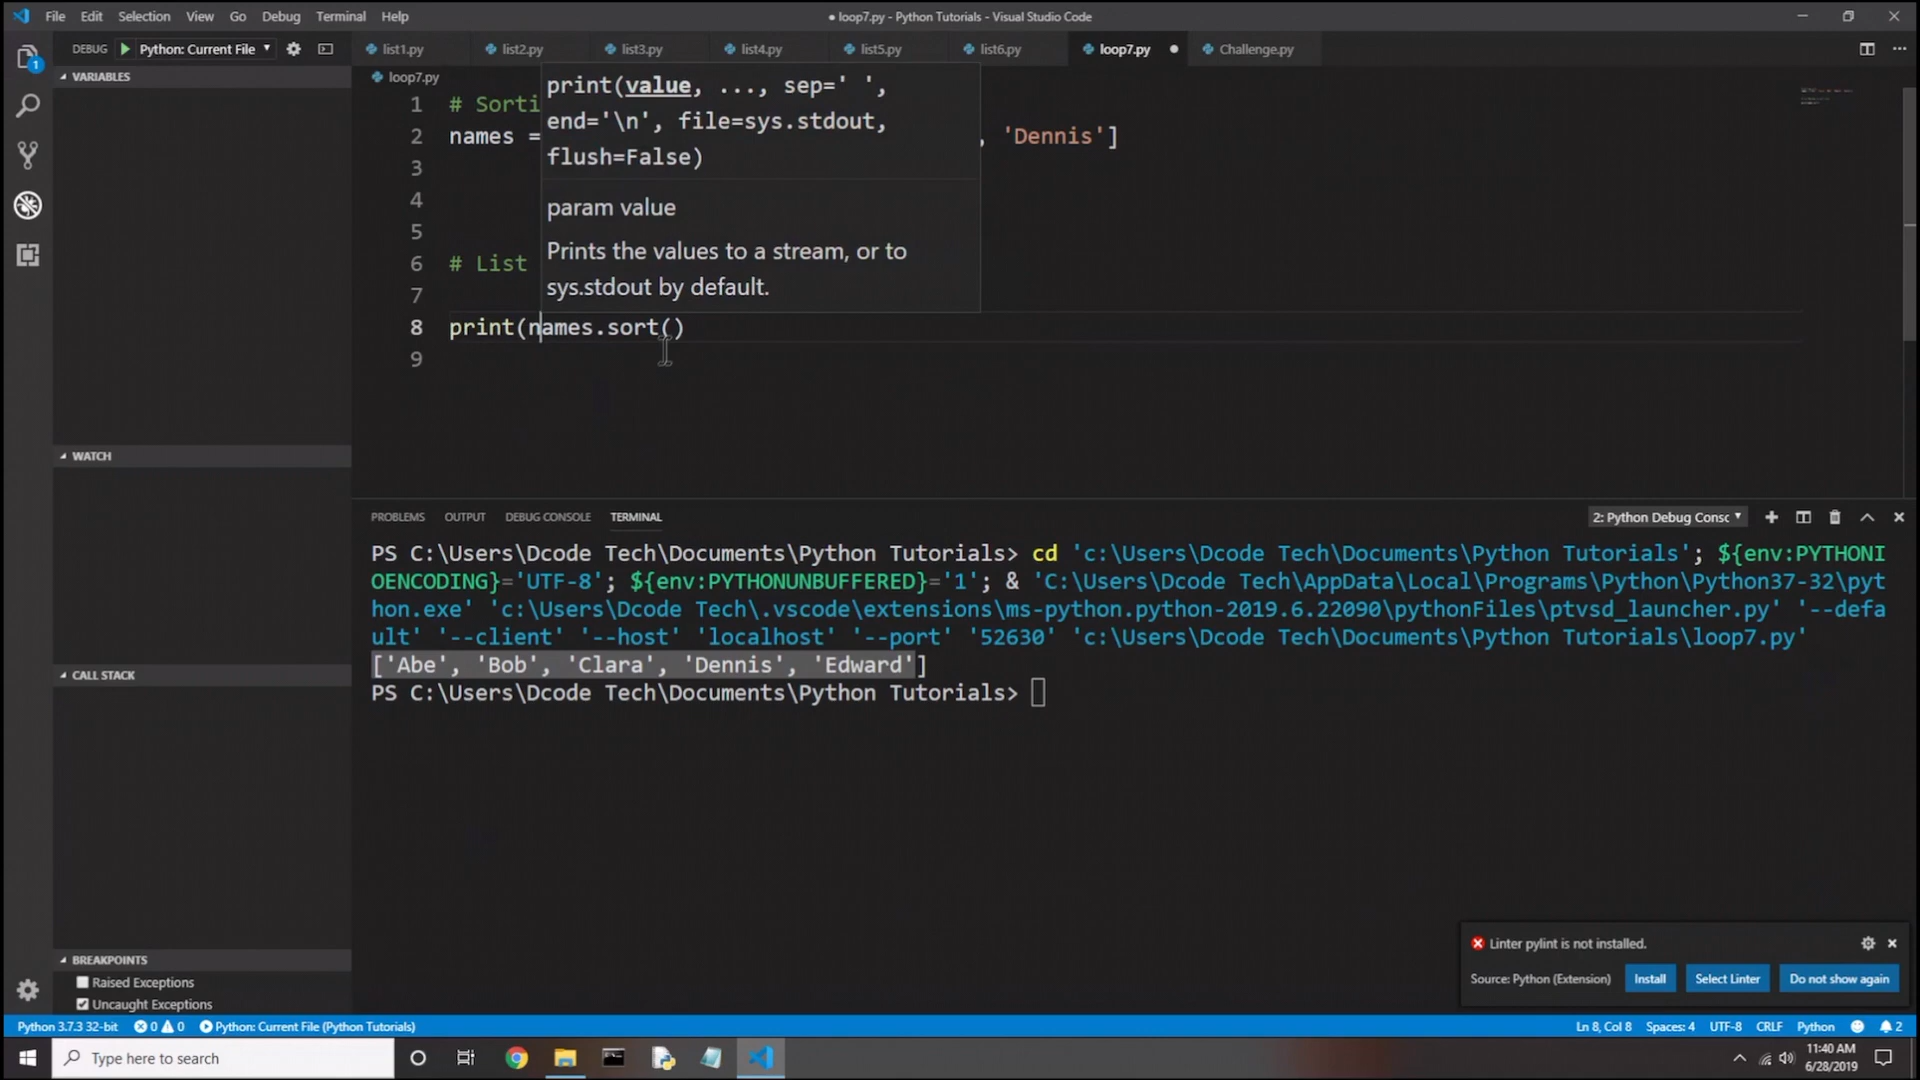 File Edit Selection View Go Debug Terminal Help
● loop7.py - Python Tutorials - Visual Studio Code
DEBUG Python: Current File
list1.py list2.py list3.py list4.py list5.py list6.py loop7.py Challenge.py
VARIABLES
loop7.py
1 # Sorti
2 names = , 'Dennis']
3
4
5
6 # List
7
8 print(names.sort()
9
print(value, ..., sep=' ',
end='\n', file=sys.stdout,
flush=False)
param value
Prints the values to a stream, or to
sys.stdout by default.
WATCH
CALL STACK
BREAKPOINTS
Raised Exceptions
Uncaught Exceptions
PROBLEMS OUTPUT DEBUG CONSOLE TERMINAL
2: Python Debug Consc
PS C:\Users\Dcode Tech\Documents\Python Tutorials> cd 'c:\Users\Dcode Tech\Documents\Python Tutorials'; ${env:PYTHONI
OENCODING}='UTF-8'; ${env:PYTHONUNBUFFERED}='1'; & 'C:\Users\Dcode Tech\AppData\Local\Programs\Python\Python37-32\pyt
hon.exe' 'c:\Users\Dcode Tech\.vscode\extensions\ms-python.python-2019.6.22090\pythonFiles\ptvsd_launcher.py' '--defa
ult' '--client' '--host' 'localhost' '--port' '52630' 'c:\Users\Dcode Tech\Documents\Python Tutorials\loop7.py'
['Abe', 'Bob', 'Clara', 'Dennis', 'Edward']
PS C:\Users\Dcode Tech\Documents\Python Tutorials>
Linter pylint is not installed.
Source: Python (Extension) Install Select Linter Do not show again
1
Python 3.7.3 32-bit 0 0 Python: Current File (Python Tutorials)
Ln 8, Col 8 Spaces: 4 UTF-8 CRLF Python 2
Type here to search
11:40 AM
6/28/2019